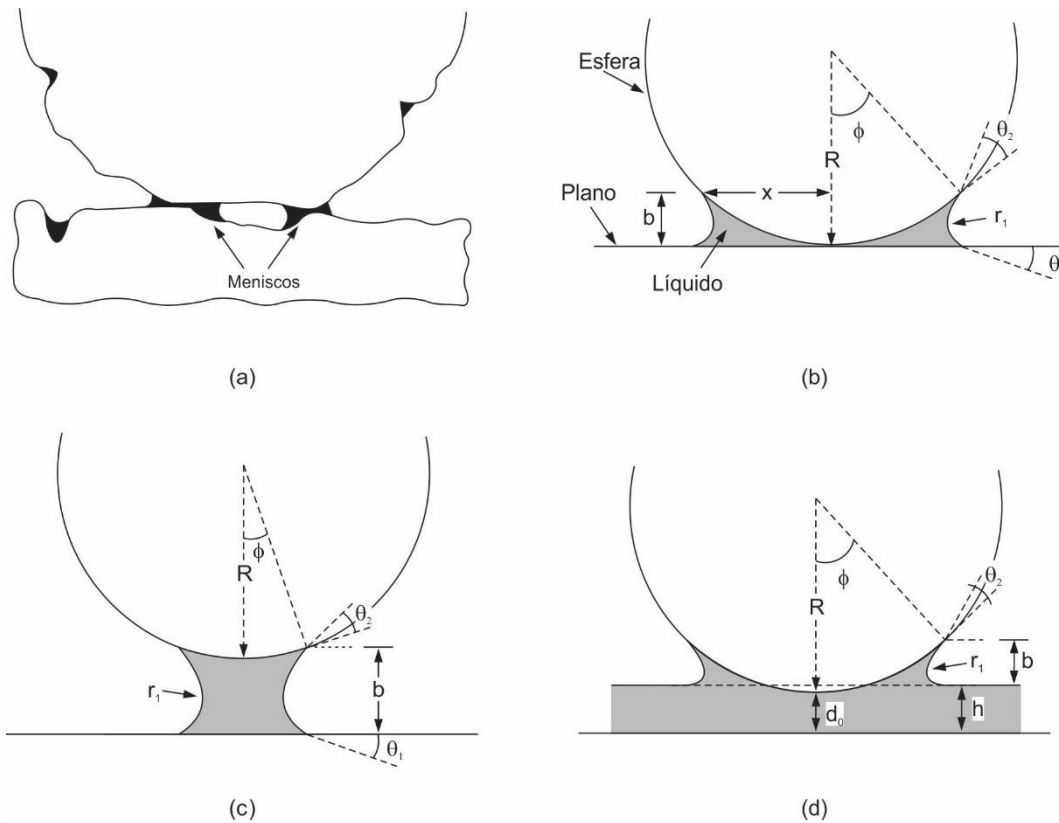 Meniscos
(a)
Esfera
ϕ
θ₂
R
Plano
x
b
r₁
Líquido
θ
(b)
ϕ
R
θ₂
r₁
b
θ₁
(c)
ϕ
R
θ₂
r₁
b
d₀
h
(d)